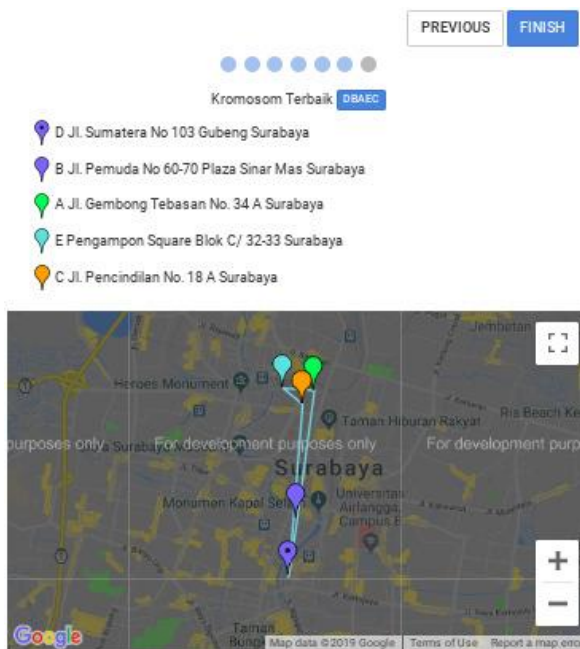 PREVIOUS
FINISH
Kromosom Terbaik DBAEC
D Jl. Sumatera No 103 Gubeng Surabaya
B Jl. Pemuda No 60-70 Plaza Sinar Mas Surabaya
A Jl. Gembong Tebasan No. 34 A Surabaya
E Pengampon Square Blok C/ 32-33 Surabaya
C Jl. Pencindilan No. 18 A Surabaya
Jembatan
Heroes Monument
Ris Beach Ke
Taman Hiburan Rakyat
purposes only
For development purposes only
For development purp
Surabaya
Monumen Kapal Selam
Universitas
Airlangga,
Campus B
Taman
Bungk
Google
Map data ©2019 Google
Terms of Use
Report a map erro